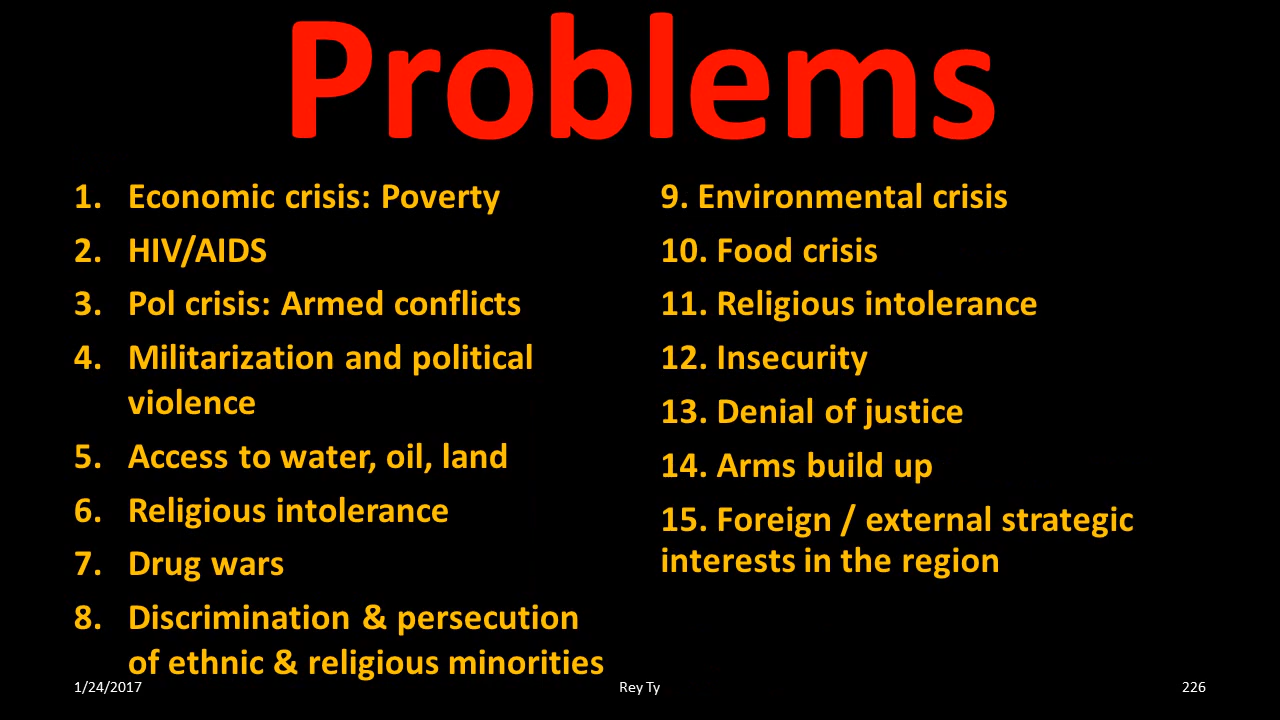 Problems
1. Economic crisis: Poverty
2. HIV/AIDS
3. Pol crisis: Armed conflicts
4. Militarization and political
violence
5. Access to water, oil, land
6. Religious intolerance
7. Drug wars
8. Discrimination & persecution
of ethnic & religious minorities
9. Environmental crisis
10. Food crisis
11. Religious intolerance
12. Insecurity
13. Denial of justice
14. Arms build up
15. Foreign / external strategic
interests in the region
1/24/2017
Rey Ty
226